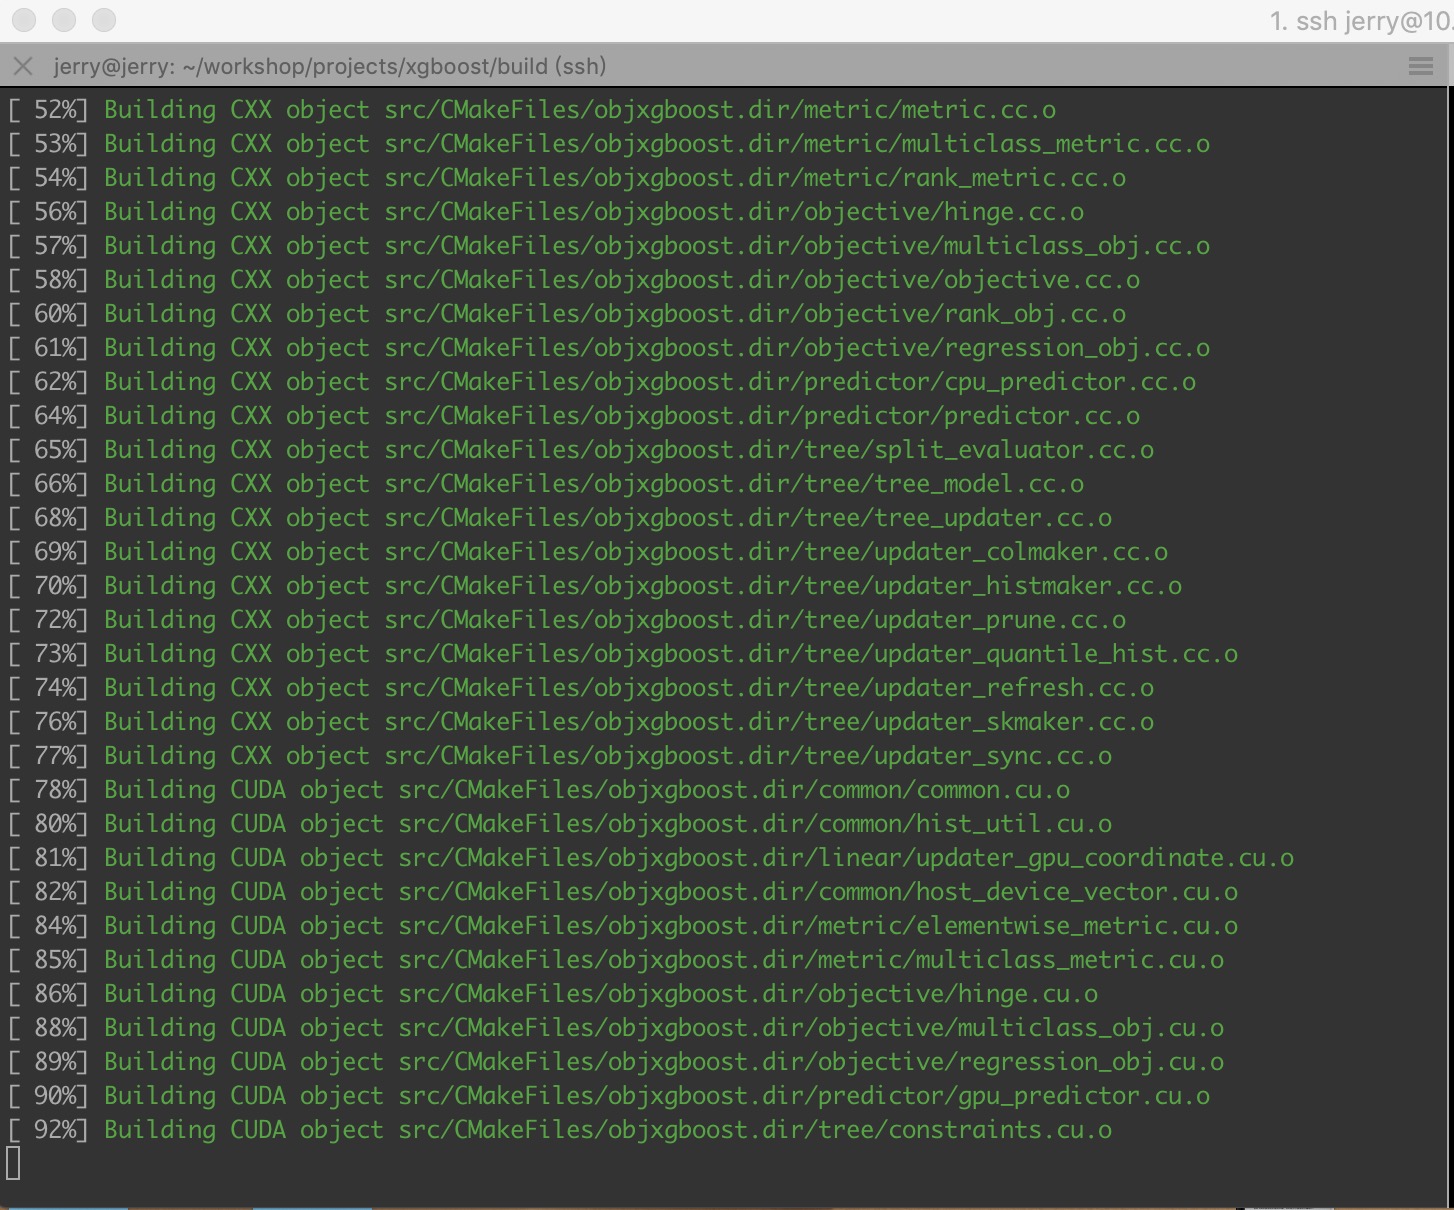 1. ssh jerry@10.
jerry@jerry: ~/workshop/projects/xgboost/build (ssh)
[ 52%] Building CXX object src/CMakeFiles/objxgboost.dir/metric/metric.cc.o
[ 53%] Building CXX object src/CMakeFiles/objxgboost.dir/metric/multiclass_metric.cc.o
[ 54%] Building CXX object src/CMakeFiles/objxgboost.dir/metric/rank_metric.cc.o
[ 56%] Building CXX object src/CMakeFiles/objxgboost.dir/objective/hinge.cc.o
[ 57%] Building CXX object src/CMakeFiles/objxgboost.dir/objective/multiclass_obj.cc.o
[ 58%] Building CXX object src/CMakeFiles/objxgboost.dir/objective/objective.cc.o
[ 60%] Building CXX object src/CMakeFiles/objxgboost.dir/objective/rank_obj.cc.o
[ 61%] Building CXX object src/CMakeFiles/objxgboost.dir/objective/regression_obj.cc.o
[ 62%] Building CXX object src/CMakeFiles/objxgboost.dir/predictor/cpu_predictor.cc.o
[ 64%] Building CXX object src/CMakeFiles/objxgboost.dir/predictor/predictor.cc.o
[ 65%] Building CXX object src/CMakeFiles/objxgboost.dir/tree/split_evaluator.cc.o
[ 66%] Building CXX object src/CMakeFiles/objxgboost.dir/tree/tree_model.cc.o
[ 68%] Building CXX object src/CMakeFiles/objxgboost.dir/tree/tree_updater.cc.o
[ 69%] Building CXX object src/CMakeFiles/objxgboost.dir/tree/updater_colmaker.cc.o
[ 70%] Building CXX object src/CMakeFiles/objxgboost.dir/tree/updater_histmaker.cc.o
[ 72%] Building CXX object src/CMakeFiles/objxgboost.dir/tree/updater_prune.cc.o
[ 73%] Building CXX object src/CMakeFiles/objxgboost.dir/tree/updater_quantile_hist.cc.o
[ 74%] Building CXX object src/CMakeFiles/objxgboost.dir/tree/updater_refresh.cc.o
[ 76%] Building CXX object src/CMakeFiles/objxgboost.dir/tree/updater_skmaker.cc.o
[ 77%] Building CXX object src/CMakeFiles/objxgboost.dir/tree/updater_sync.cc.o
[ 78%] Building CUDA object src/CMakeFiles/objxgboost.dir/common/common.cu.o
[ 80%] Building CUDA object src/CMakeFiles/objxgboost.dir/common/hist_util.cu.o
[ 81%] Building CUDA object src/CMakeFiles/objxgboost.dir/linear/updater_gpu_coordinate.cu.o
[ 82%] Building CUDA object src/CMakeFiles/objxgboost.dir/common/host_device_vector.cu.o
[ 84%] Building CUDA object src/CMakeFiles/objxgboost.dir/metric/elementwise_metric.cu.o
[ 85%] Building CUDA object src/CMakeFiles/objxgboost.dir/metric/multiclass_metric.cu.o
[ 86%] Building CUDA object src/CMakeFiles/objxgboost.dir/objective/hinge.cu.o
[ 88%] Building CUDA object src/CMakeFiles/objxgboost.dir/objective/multiclass_obj.cu.o
[ 89%] Building CUDA object src/CMakeFiles/objxgboost.dir/objective/regression_obj.cu.o
[ 90%] Building CUDA object src/CMakeFiles/objxgboost.dir/predictor/gpu_predictor.cu.o
[ 92%] Building CUDA object src/CMakeFiles/objxgboost.dir/tree/constraints.cu.o